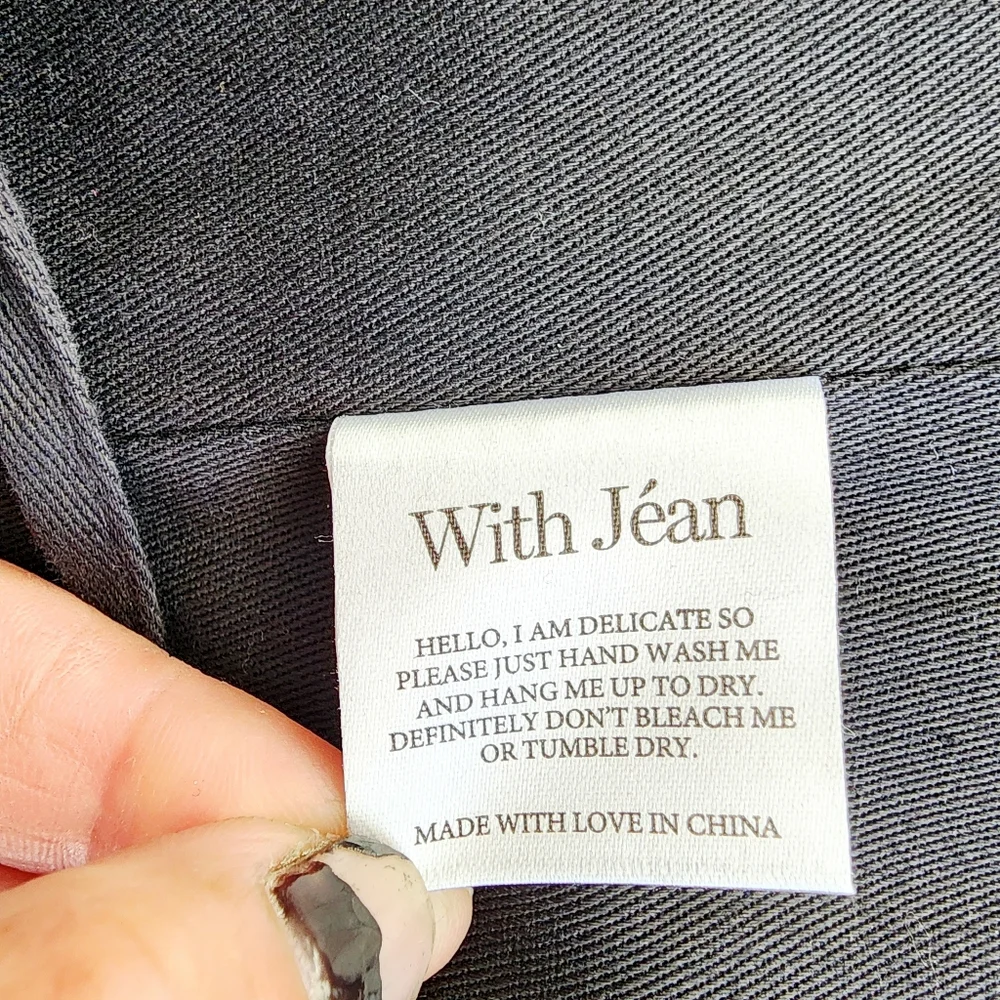 With Jéan
HELLO, I AM DELICATE SO
PLEASE JUST HAND WASH ME
AND HANG ME UP TO DRY.
DEFINITELY DON'T BLEACH ME
OR TUMBLE DRY.
MADE WITH LOVE IN CHINA